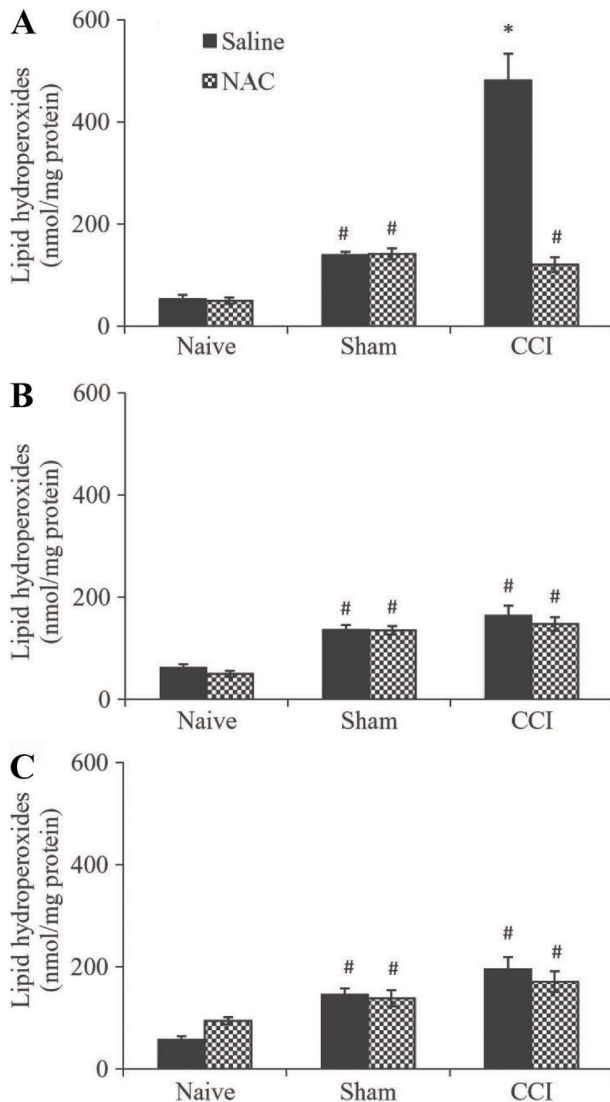 A
Lipid hydroperoxides
(nmol/mg protein)
600
400
200
0
Saline
NAC
*
# # #
Naive Sham CCI
B
Lipid hydroperoxides
(nmol/mg protein)
600
400
200
0
# # # #
Naive Sham CCI
C
Lipid hydroperoxides
(nmol/mg protein)
600
400
200
0
# # # #
Naive Sham CCI